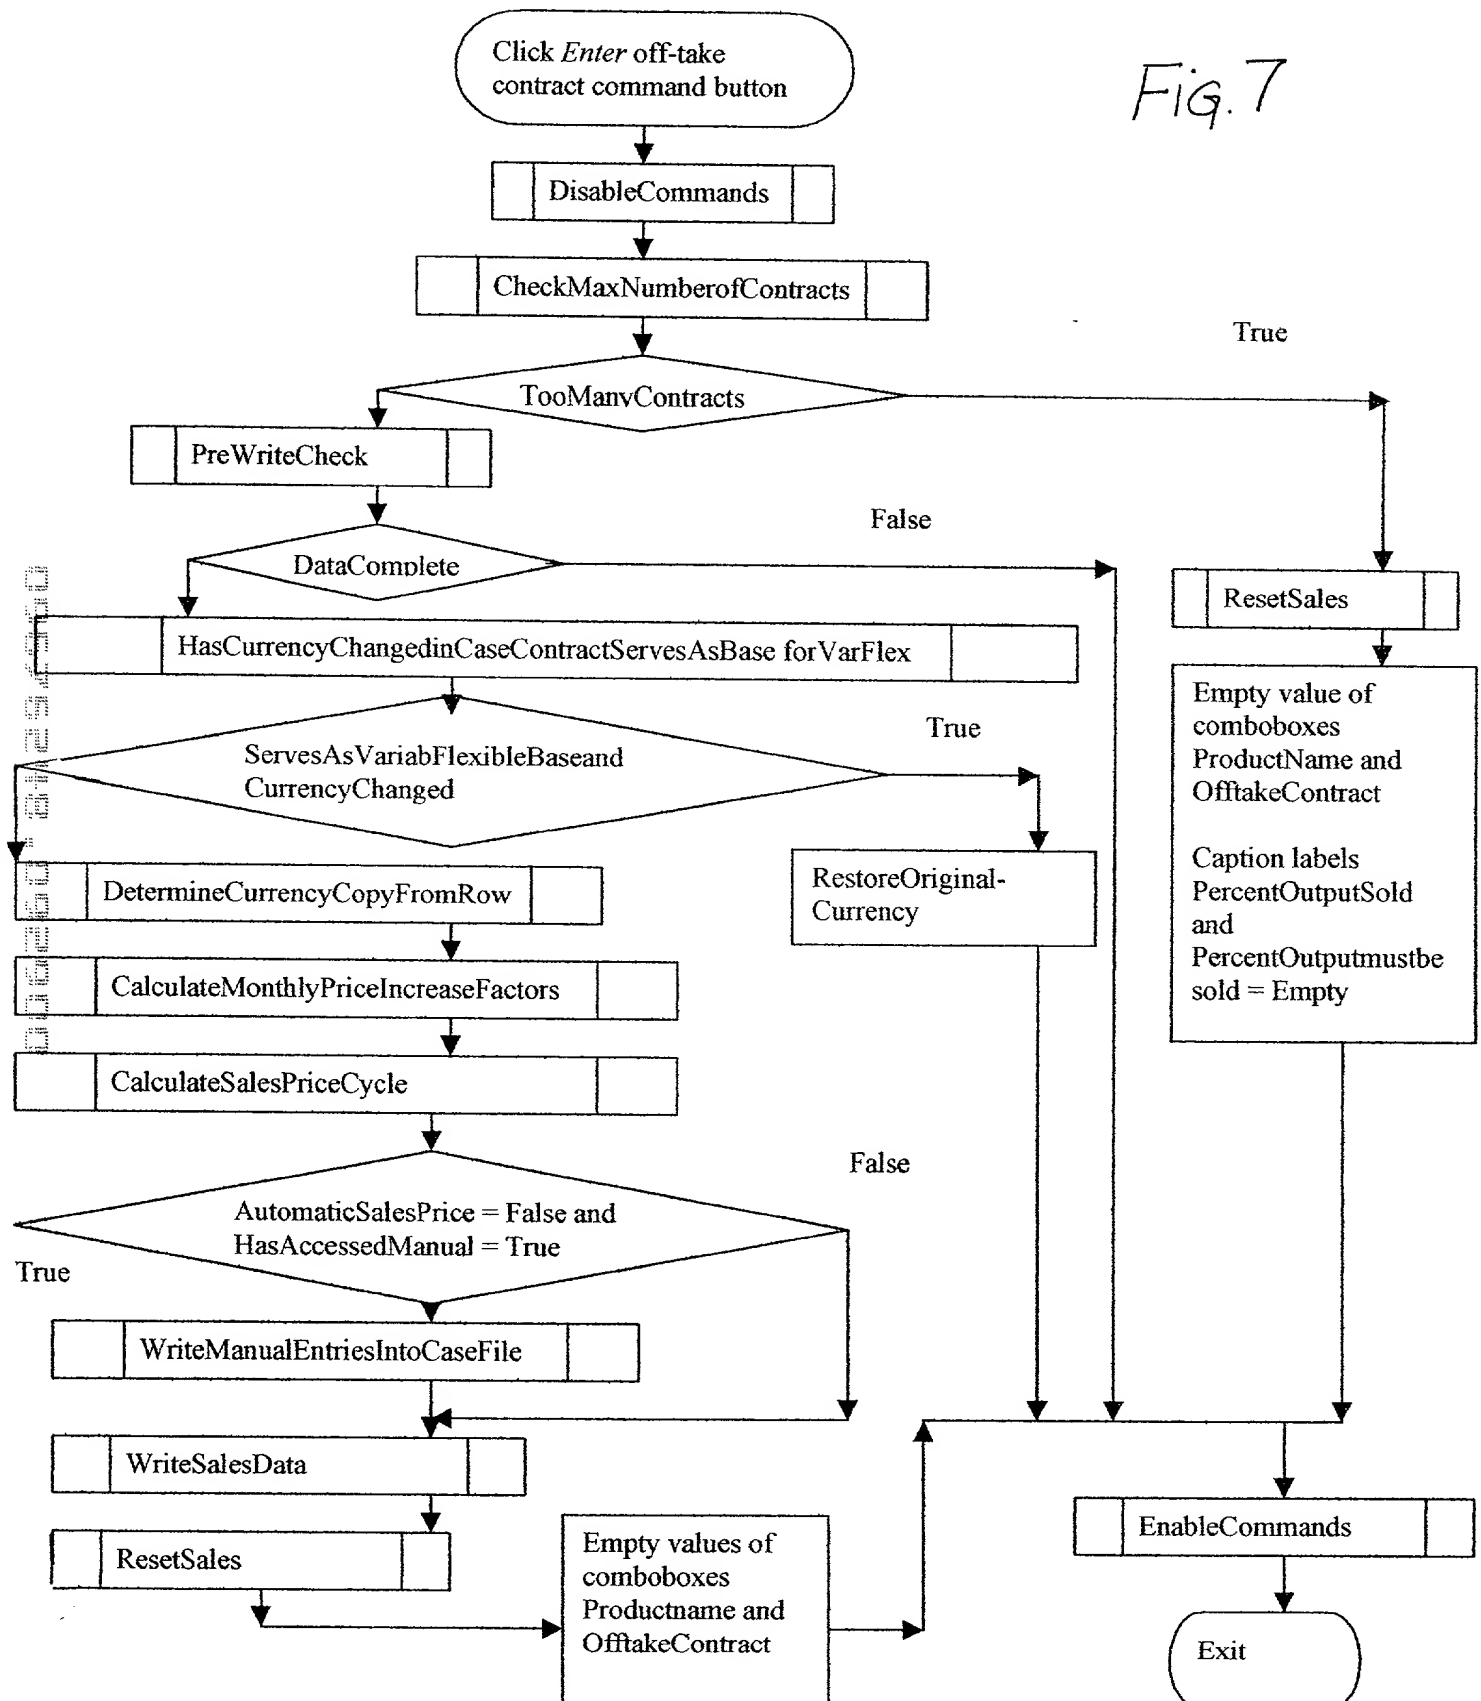 Click Enter off-take
contract command button
Fig. 7
DisableCommands
CheckMaxNumberofContracts
True
TooManyContracts
PreWriteCheck
False
DataComplete
ResetSales
HasCurrencyChangedinCaseContractServesAsBase forVarFlex
Empty value of
comboboxes
ProductName and
OfftakeContract
Caption labels
PercentOutputSold
and
PercentOutputmustbe
sold = Empty
True
ServesAsVariabFlexibleBaseand
CurrencyChanged
DetermineCurrencyCopyFromRow
RestoreOriginal-
Currency
CalculateMonthlyPriceIncreaseFactors
CalculateSalesPriceCycle
False
AutomaticSalesPrice = False and
HasAccessedManual = True
True
WriteManualEntriesIntoCaseFile
WriteSalesData
ResetSales
Empty values of
comboboxes
Productname and
OfftakeContract
EnableCommands
Exit